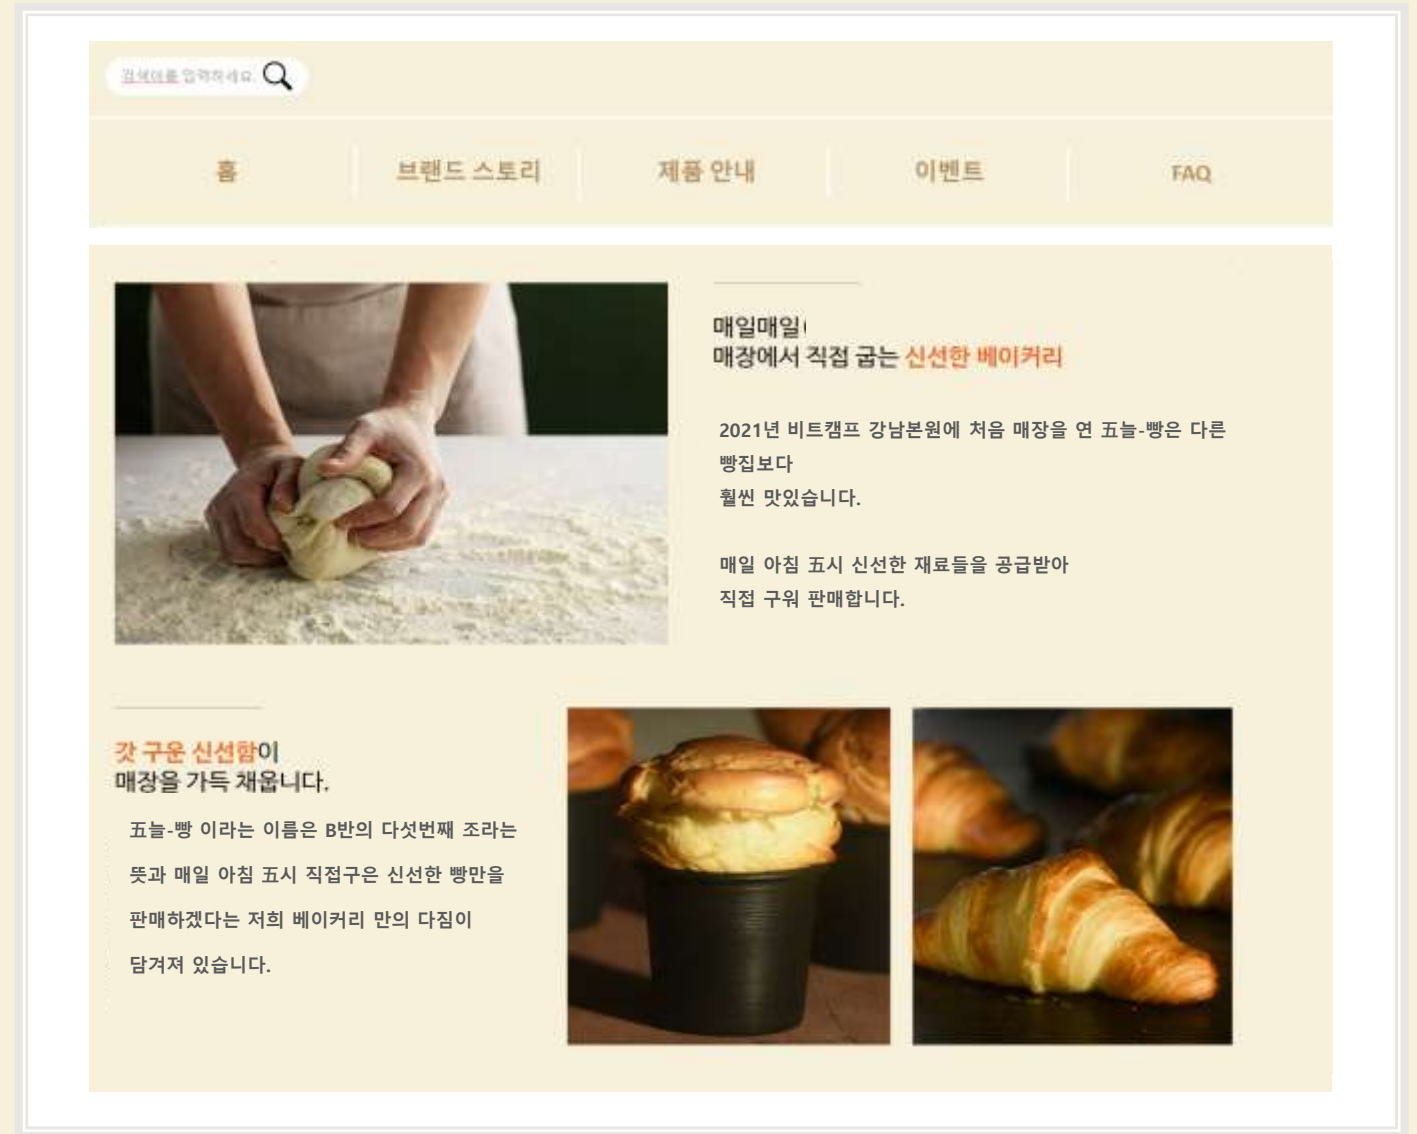 검색어를 입력하세요.
홈
브랜드 스토리
제품 안내
이벤트
FAQ
매일매일
매장에서 직접 굽는 신선한 베이커리
2021년 비트캠프 강남본원에 처음 매장을 연 五늘-빵은 다른
빵집보다
훨씬 맛있습니다.
매일 아침 五시 신선한 재료들을 공급받아
직접 구워 판매합니다.
갓 구운 신선함이
매장을 가득 채웁니다.
五늘-빵 이라는 이름은 B반의 다섯번째 조라는
뜻과 매일 아침 五시 직접구은 신선한 빵만을
판매하겠다는 저희 베이커리 만의 다짐이
담겨져 있습니다.